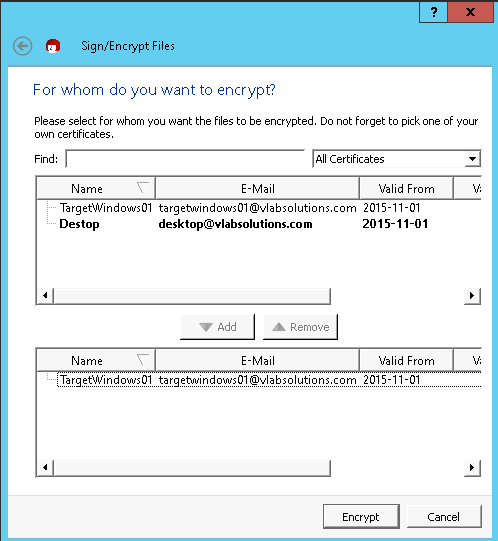 ? x
Sign/Encrypt Files
For whom do you want to encrypt?
Please select for whom you want the files to be encrypted. Do not forget to pick one of your
own certificates.
Find: All Certificates
Name E-Mail Valid From Va
TargetWindows01 targetwindows01@vlabsolutions.com 2015-11-01
Destop desktop@vlabsolutions.com 2015-11-01
Add Remove
Name E-Mail Valid From Va
TargetWindows01 targetwindows01@vlabsolutions.com 2015-11-01
Encrypt Cancel